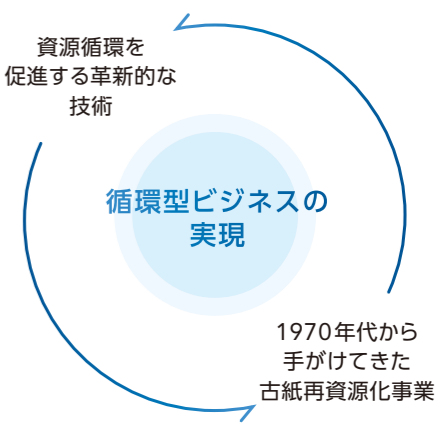 資源循環を
促進する革新的な
技術
循環型ビジネスの
実現
1970年代から
手がけてきた
古紙再資源化事業